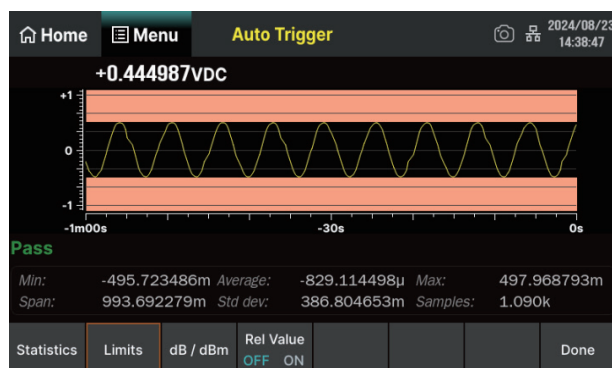 Home Menu Auto Trigger 2024/08/23
14:38:47
+0.444987VDC
+1
0
-1
-1m00s -30s 0s
Pass
Min: -495.723486m Average: -829.114498µ Max: 497.968793m
Span: 993.692279m Std dev: 386.804653m Samples: 1.090k
Statistics Limits dB / dBm Rel Value Done
OFF ON